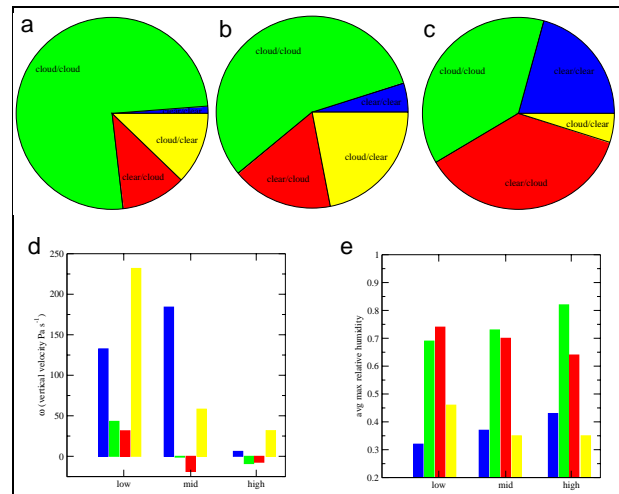 a
b
c
cloud/cloud
clear/clear
cloud/clear
clear/cloud
cloud/cloud
clear/clear
cloud/clear
clear/cloud
cloud/cloud
clear/clear
cloud/clear
clear/cloud
d
e
250
200
150
100
50
0
ω (vertical velocity Pa s⁻¹)
low
mid
high
1
0.9
0.8
0.7
0.6
0.5
0.4
0.3
0.2
avg max relative humidity
low
mid
high